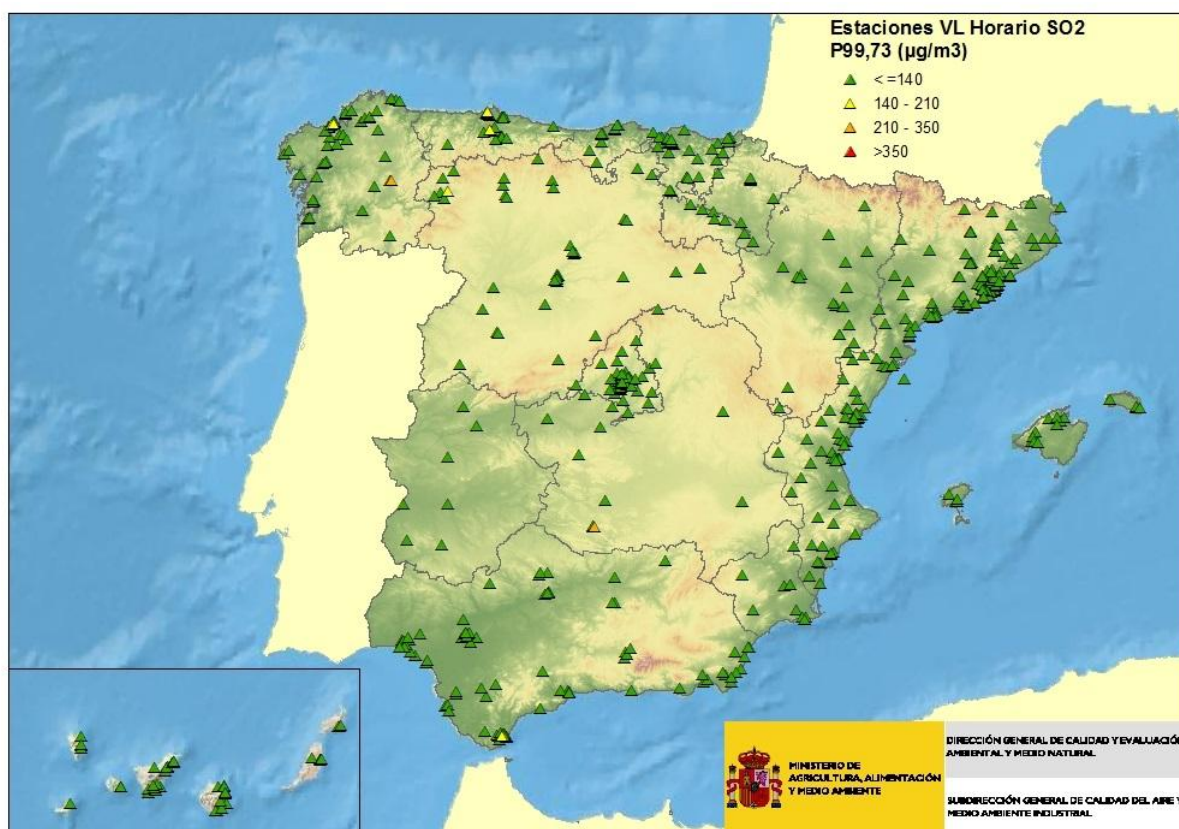 Estaciones VL Horario SO2
P99,73 (µg/m3)
< =140
140 - 210
210 - 350
>350
MINISTERIO DE
AGRICULTURA, ALIMENTACIÓN
Y MEDIO AMBIENTE
DIRECCIÓN GENERAL DE CALIDAD Y EVALUACIÓ
AMBIENTAL Y MEDIO NATURAL
SUBDIRECCIÓN GENERAL DE CALIDAD DEL AIRE Y
MEDIO AMBIENTE INDUSTRIAL